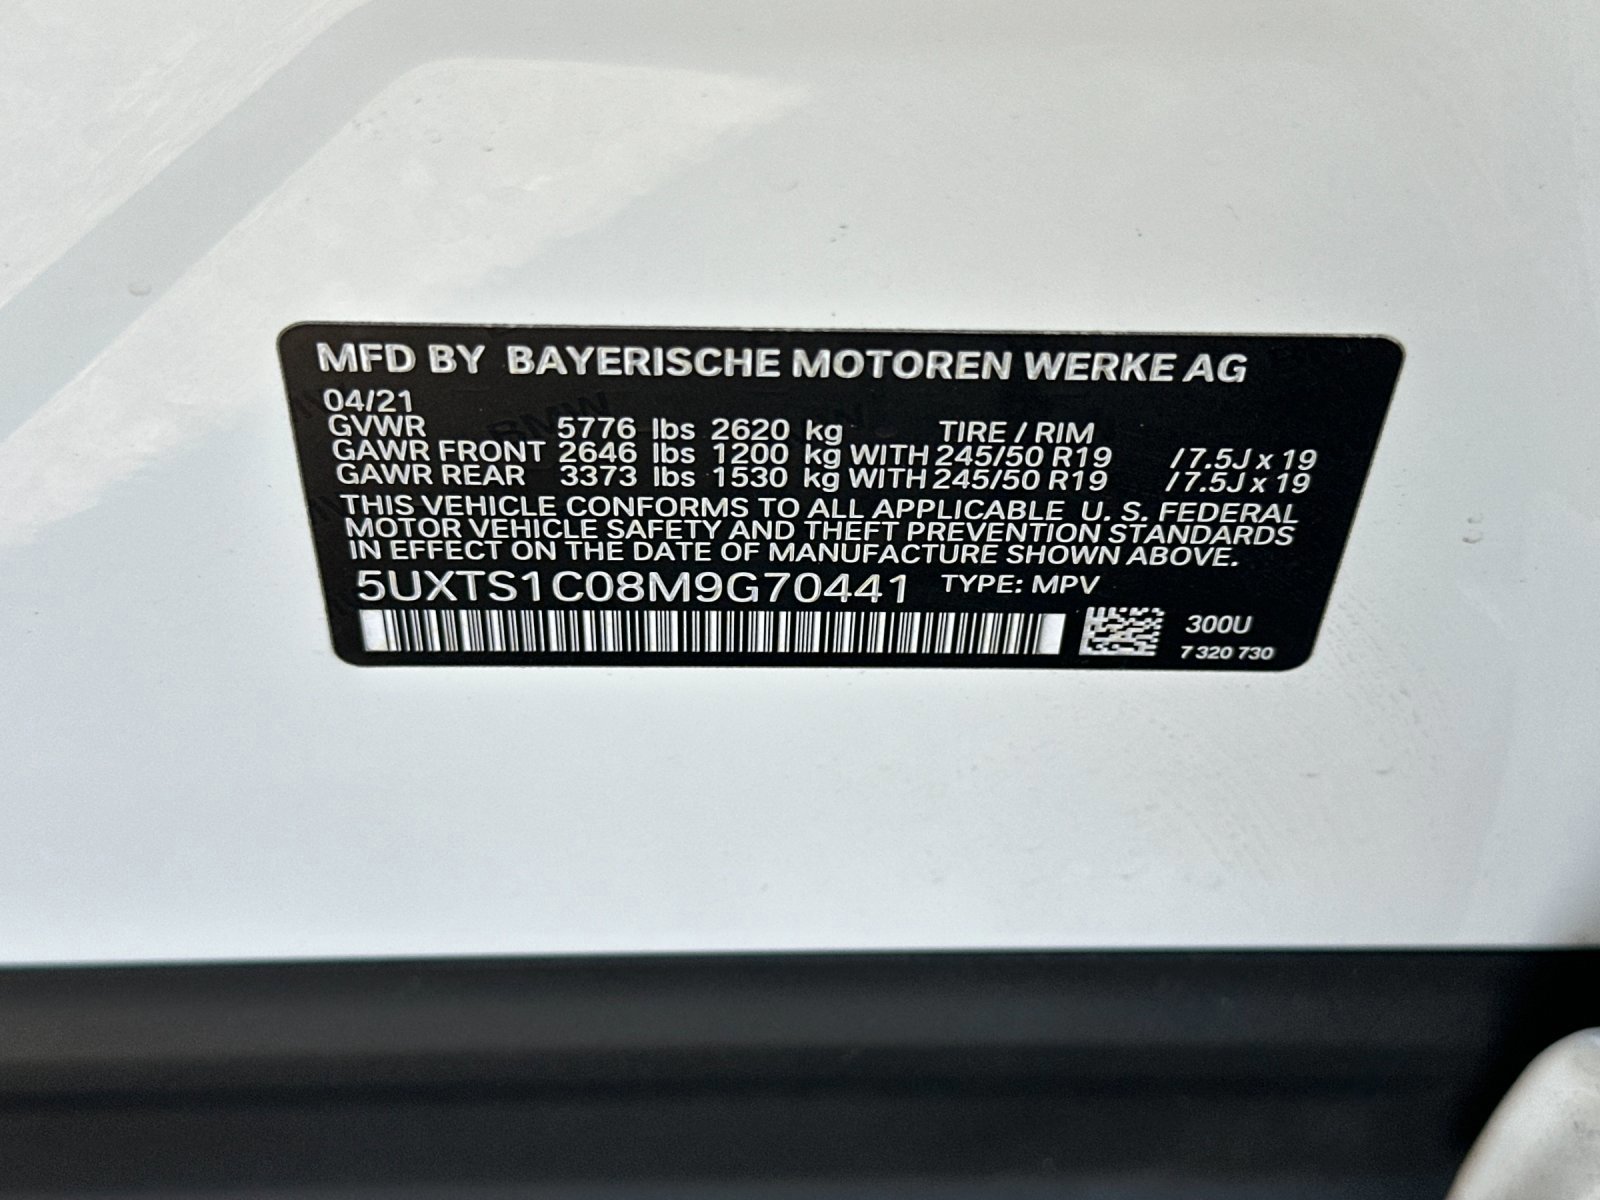 MFD BY BAYERISCHE MOTOREN WERKE AG
04/21
GVWR 5776 lbs 2620 kg TIRE / RIM
GAWR FRONT 2646 lbs 1200 kg WITH 245/50 R19 / 7.5J x 19
GAWR REAR 3373 lbs 1530 kg WITH 245/50 R19 / 7.5J x 19
THIS VEHICLE CONFORMS TO ALL APPLICABLE U. S. FEDERAL
MOTOR VEHICLE SAFETY AND THEFT PREVENTION STANDARDS
IN EFFECT ON THE DATE OF MANUFACTURE SHOWN ABOVE.
5UXTS1C08M9G70441 TYPE: MPV
300U
7 320 730